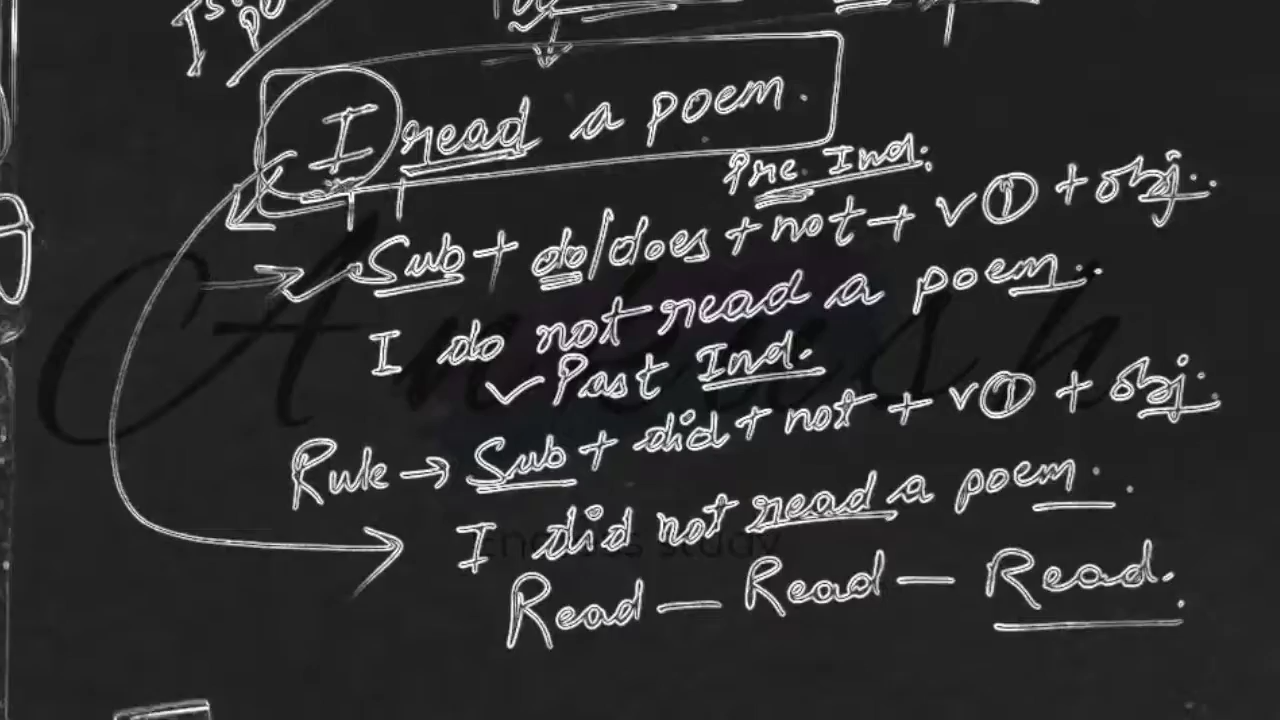 I read a poem.
Pre. Ind.
Sub + do/does + not + v① + obj.
I do not read a poem.
✓ Past Ind.
Rule → Sub + did + not + v① + obj.
I did not read a poem.
Read — Read — Read.